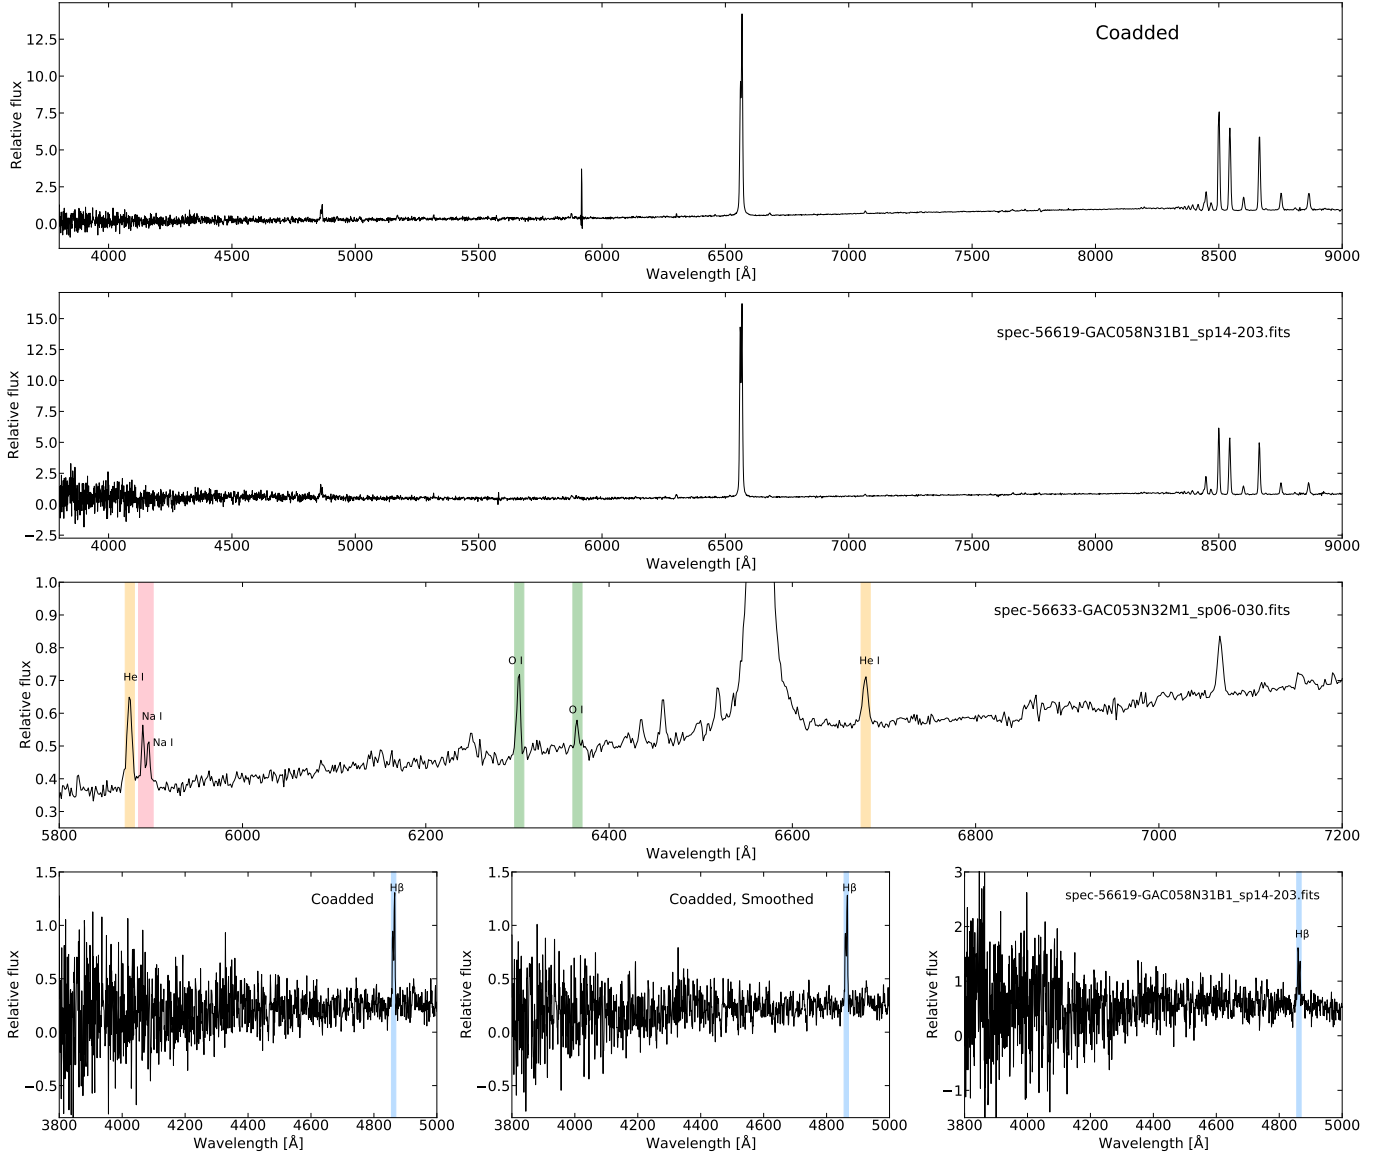 Relative flux
12.5
10.0
7.5
5.0
2.5
0.0
Coadded
4000 4500 5000 5500 6000 6500 7000 7500 8000 8500 9000
Wavelength [Å]
Relative flux
15.0
12.5
10.0
7.5
5.0
2.5
0.0
−2.5
spec-56619-GAC058N31B1_sp14-203.fits
4000 4500 5000 5500 6000 6500 7000 7500 8000 8500 9000
Wavelength [Å]
Relative flux
1.0
0.9
0.8
0.7
0.6
0.5
0.4
0.3
spec-56633-GAC053N32M1_sp06-030.fits
He I
Na I
Na I
O I
O I
He I
5800 6000 6200 6400 6600 6800 7000 7200
Wavelength [Å]
Relative flux
1.5
1.0
0.5
0.0
−0.5
Coadded
Hβ
3800 4000 4200 4400 4600 4800 5000
Wavelength [Å]
Relative flux
1.5
1.0
0.5
0.0
−0.5
Coadded, Smoothed
Hβ
3800 4000 4200 4400 4600 4800 5000
Wavelength [Å]
Relative flux
3
2
1
0
−1
spec-56619-GAC058N31B1_sp14-203.fits
Hβ
3800 4000 4200 4400 4600 4800 5000
Wavelength [Å]